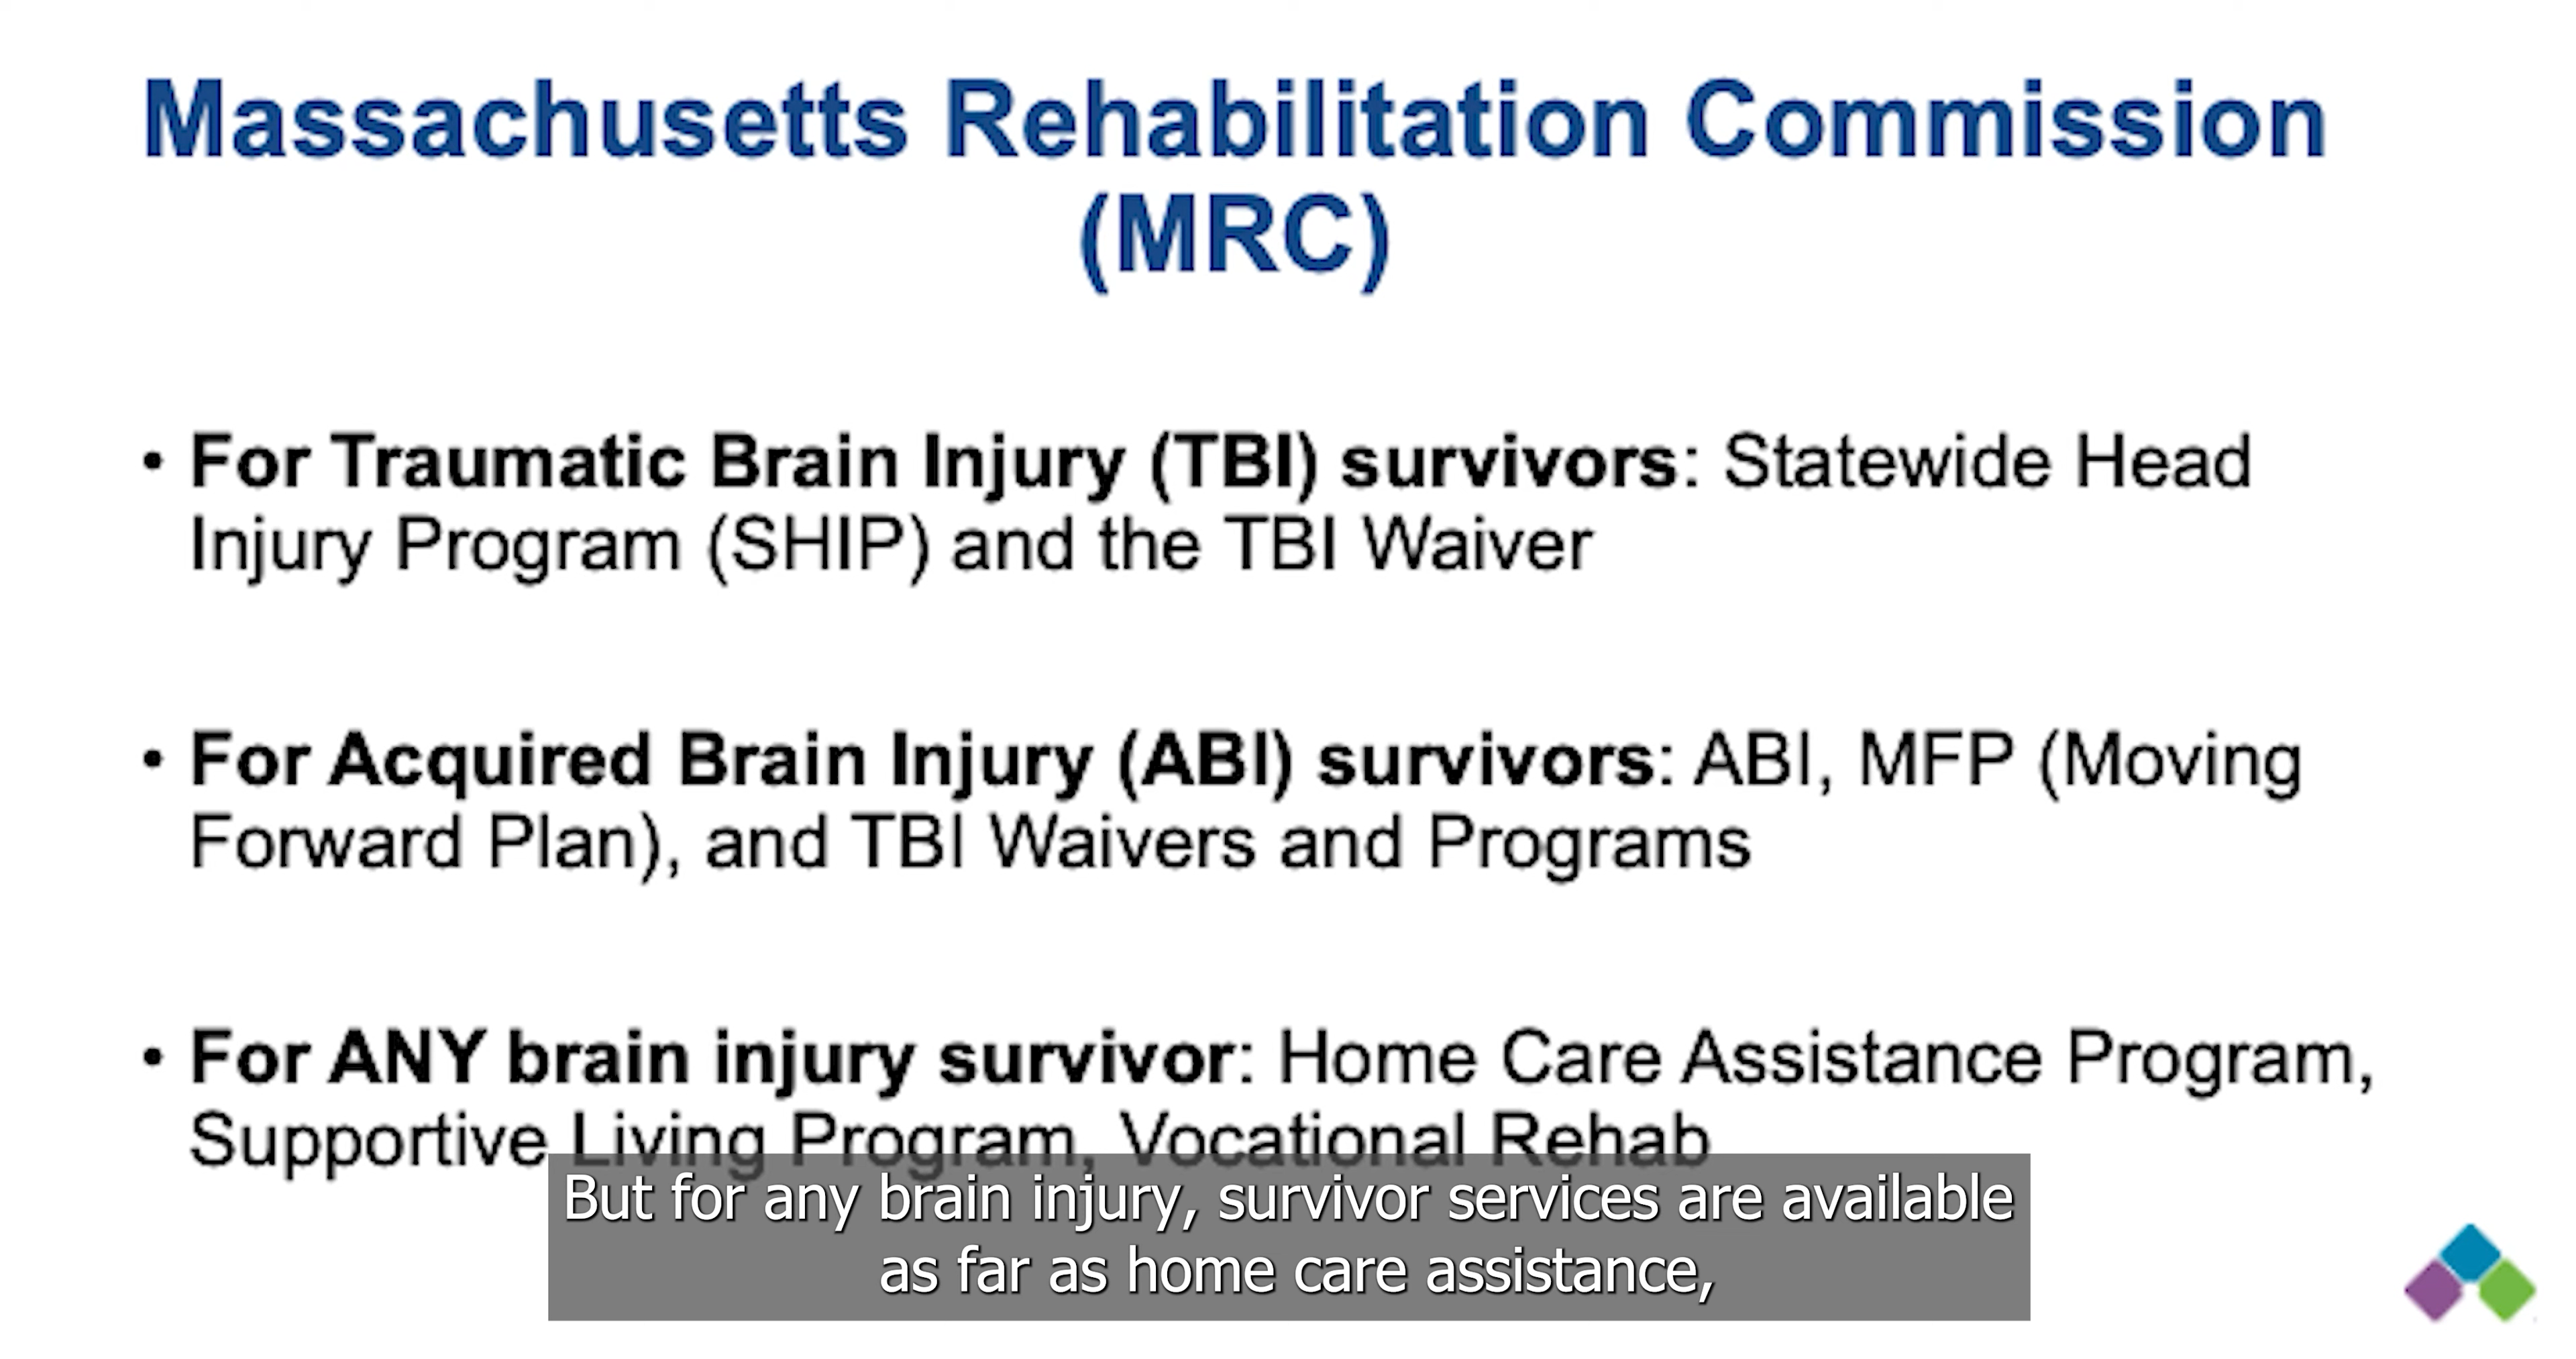 Massachusetts Rehabilitation Commission
(MRC)
• For Traumatic Brain Injury (TBI) survivors: Statewide Head
Injury Program (SHIP) and the TBI Waiver
• For Acquired Brain Injury (ABI) survivors: ABI, MFP (Moving
Forward Plan), and TBI Waivers and Programs
• For ANY brain injury survivor: Home Care Assistance Program,
Supportive Living Program, Vocational Rehab
But for any brain injury, survivor services are available
as far as home care assistance,